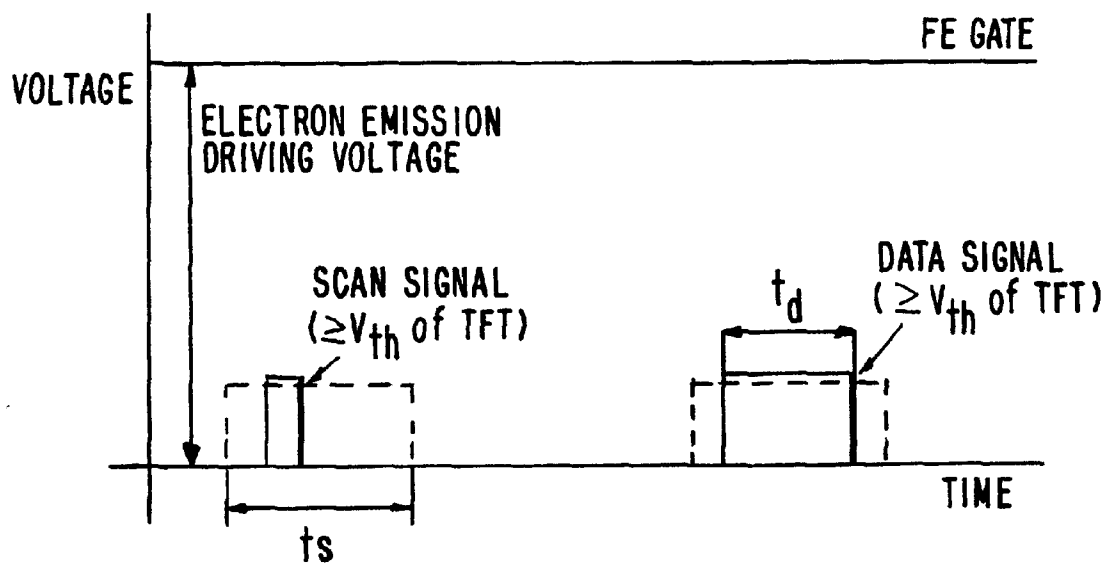 FE GATE
VOLTAGE
ELECTRON EMISSION
DRIVING VOLTAGE
SCAN SIGNAL
(≥Vth of TFT)
td
DATA SIGNAL
(≥Vth of TFT)
TIME
ts